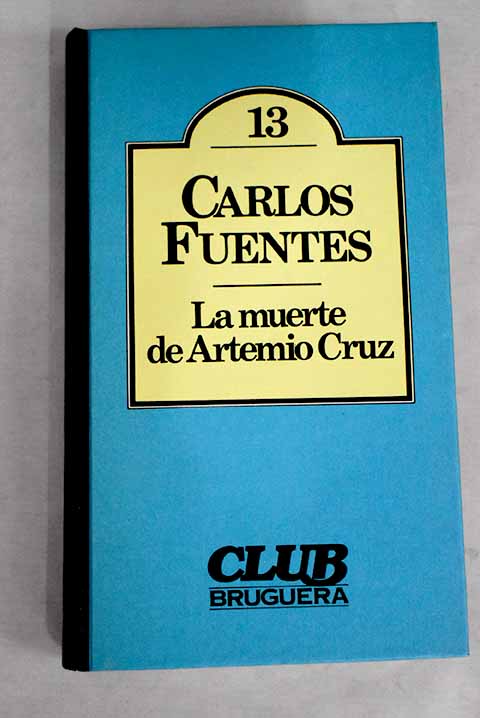 13
CARLOS
FUENTES
La muerte
de Artemio Cruz
CLUB
BRUGUERA